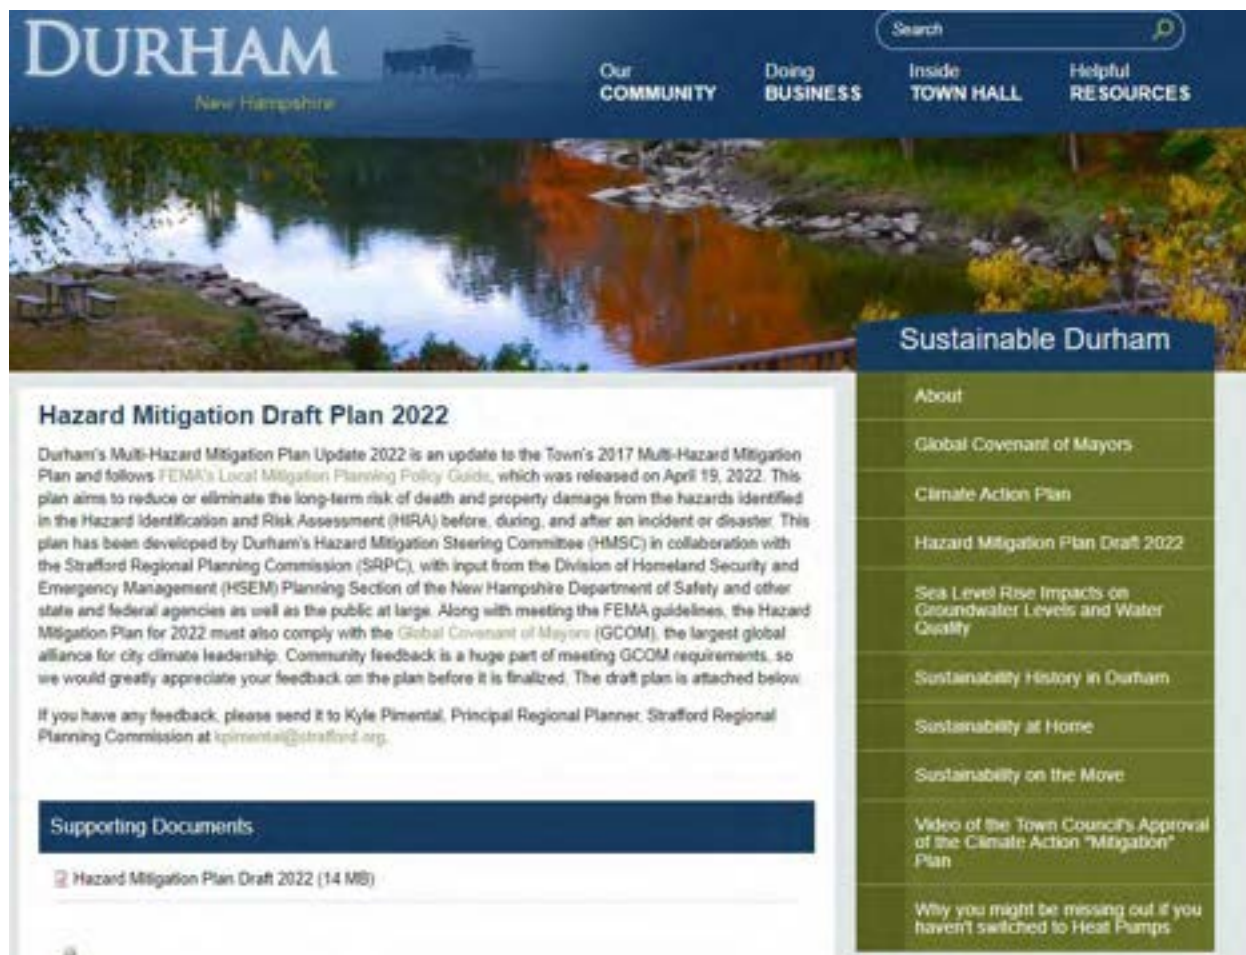 DURHAM
New Hampshire
Search
Our
COMMUNITY
Doing
BUSINESS
Inside
TOWN HALL
Helpful
RESOURCES
Sustainable Durham
Hazard Mitigation Draft Plan 2022
Durham's Multi-Hazard Mitigation Plan Update 2022 is an update to the Town's 2017 Multi-Hazard Mitigation
Plan and follows FEMA's Local Mitigation Planning Policy Guide, which was released on April 19, 2022. This
plan aims to reduce or eliminate the long-term risk of death and property damage from the hazards identified
in the Hazard Identification and Risk Assessment (HIRA) before, during, and after an incident or disaster. This
plan has been developed by Durham's Hazard Mitigation Steering Committee (HMSC) in collaboration with
the Strafford Regional Planning Commission (SRPC), with input from the Division of Homeland Security and
Emergency Management (HSEM) Planning Section of the New Hampshire Department of Safety and other
state and federal agencies as well as the public at large. Along with meeting the FEMA guidelines, the Hazard
Mitigation Plan for 2022 must also comply with the Global Covenant of Mayors (GCOM), the largest global
alliance for city climate leadership. Community feedback is a huge part of meeting GCOM requirements, so
we would greatly appreciate your feedback on the plan before it is finalized. The draft plan is attached below.
If you have any feedback, please send it to Kyle Pimental, Principal Regional Planner, Strafford Regional
Planning Commission at kpimental@strafford.org.
Supporting Documents
Hazard Mitigation Plan Draft 2022 (14 MB)
About
Global Covenant of Mayors
Climate Action Plan
Hazard Mitigation Plan Draft 2022
Sea Level Rise Impacts on
Groundwater Levels and Water
Quality
Sustainability History in Durham
Sustainability at Home
Sustainability on the Move
Video of the Town Council's Approval
of the Climate Action "Mitigation"
Plan
Why you might be missing out if you
haven't switched to Heat Pumps